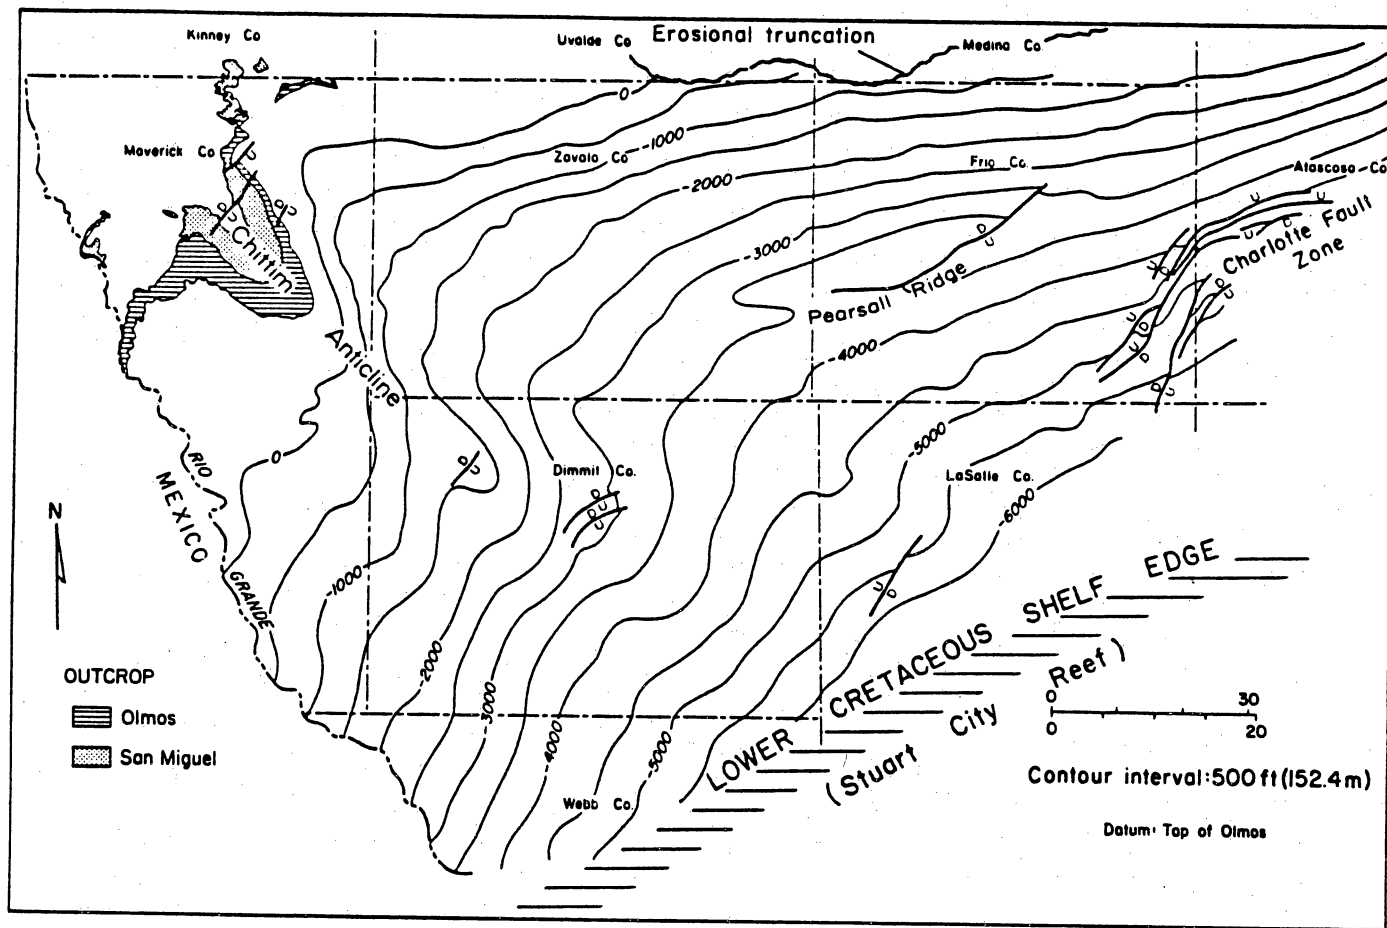 Kinney Co
Uvalde Co
Erosional truncation
Medina Co.
0
Maverick Co
Zavala Co
-1000
-2000
Frio Co.
Atascosa Co
U
D
U
D
U
Chittim
Anticline
-3000
D
U
Pearsall Ridge
Charlotte Fault
Zone
U
U
U
U
U
D
D
U
U
D
U
D
D
U
-4000
0
RIO
GRANDE
MEXICO
D
U
Dimmit Co.
D
U
D
U
-5000
LaSalle Co.
-6000
N
-1000
U
D
-2000
-3000
-4000
-5000
LOWER CRETACEOUS SHELF EDGE
(Stuart City Reef)
OUTCROP
Olmos
San Miguel
0 30
0 20
Contour interval:500 ft (152.4 m)
Webb Co.
Datum: Top of Olmos